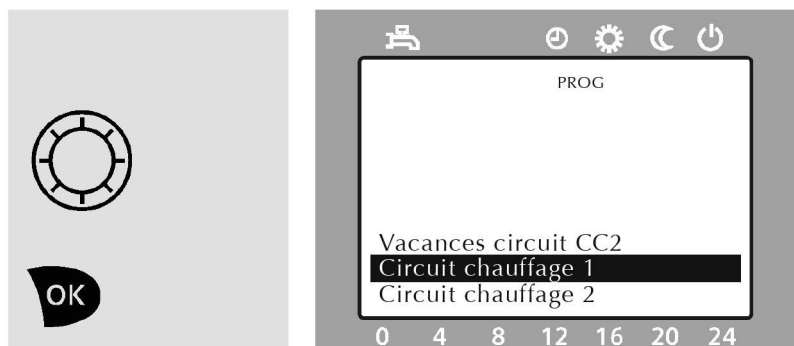 PROG
Vacances circuit CC2
Circuit chauffage 1
Circuit chauffage 2
OK
0 4 8 12 16 20 24